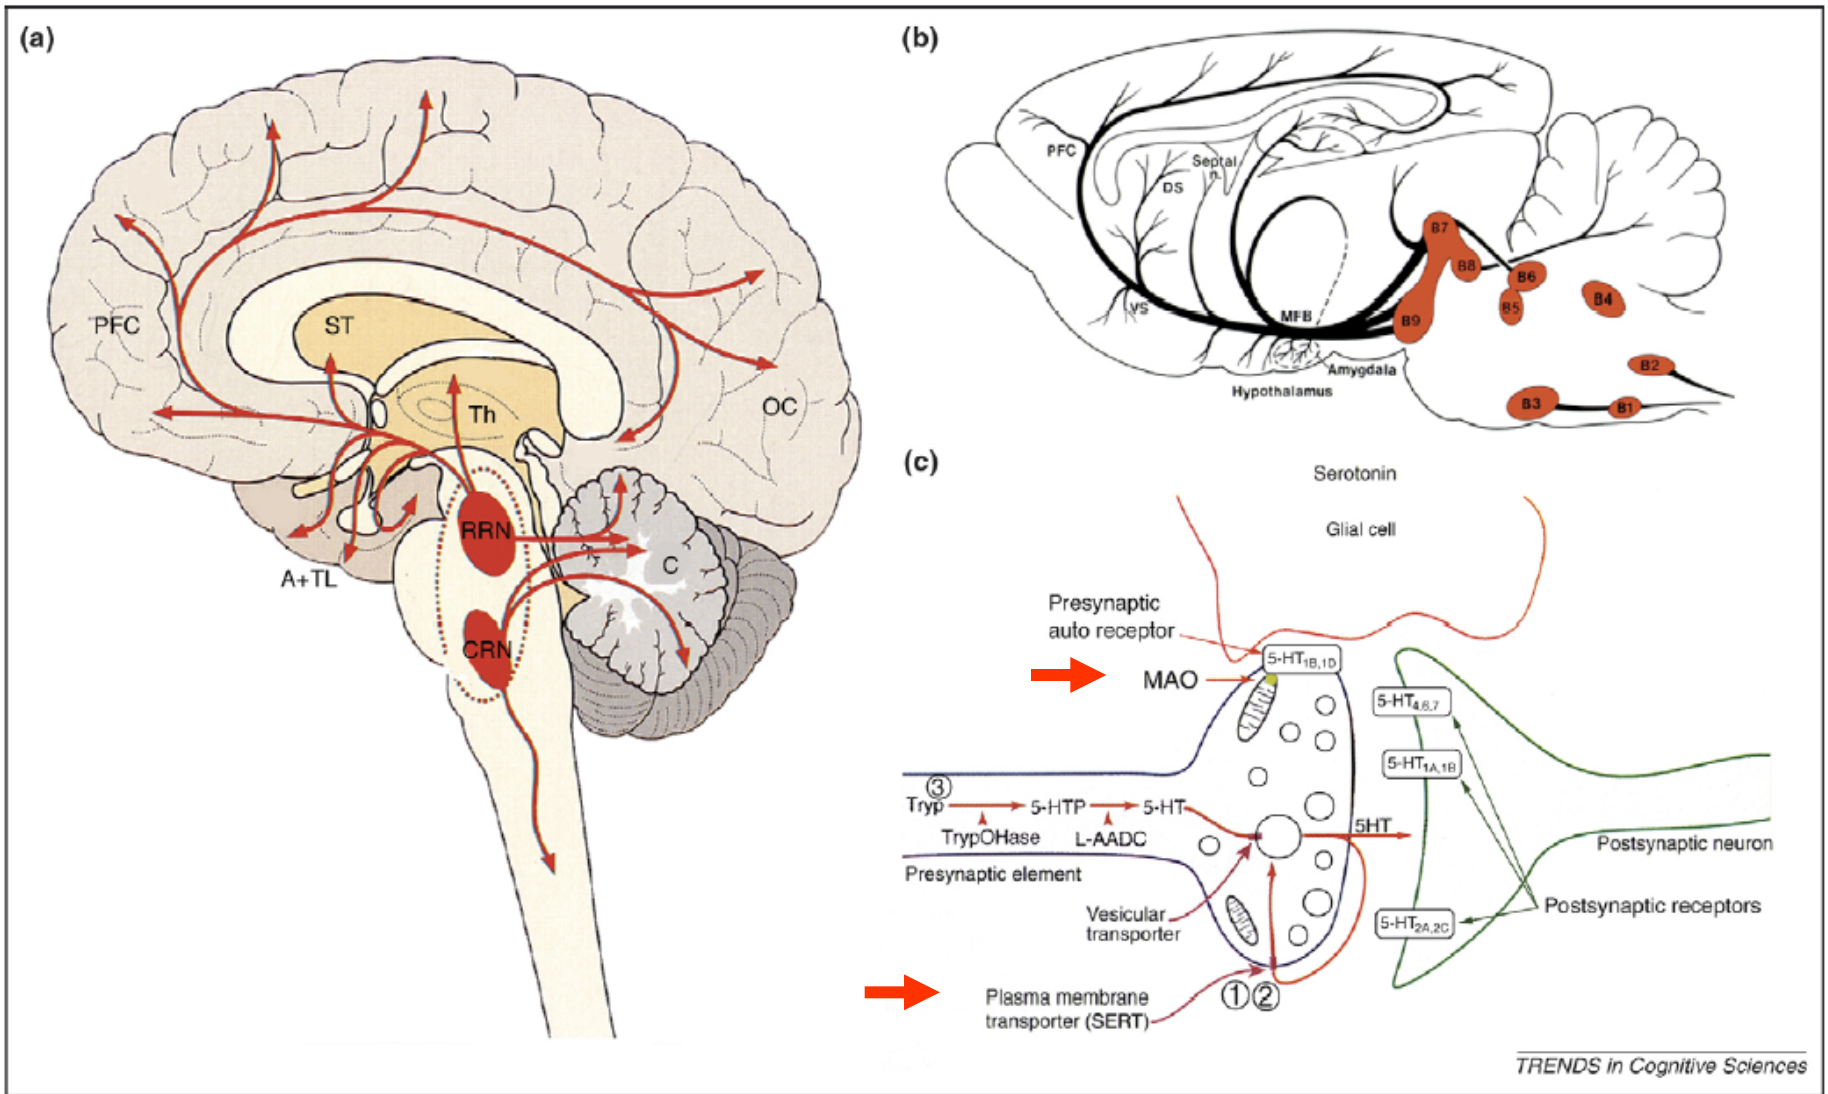 (a)
PFC
ST
Th
OC
RRN
C
A+TL
CRN
(b)
PFC
DS
Septal
n.
VS
MFB
Amygdala
Hypothalamus
B7
B8
B6
B5
B4
B9
B2
B3
B1
(c)
Serotonin
Glial cell
Presynaptic
auto receptor
5-HT1B,1D
MAO
5-HT4,6,7
5-HT1A,1B
③
Tryp
5-HTP
5-HT
5HT
TrypOHase
L-AADC
Postsynaptic neuron
Presynaptic element
Vesicular
transporter
Postsynaptic receptors
5-HT2A,2C
Plasma membrane
transporter (SERT)
① ②
TRENDS in Cognitive Sciences